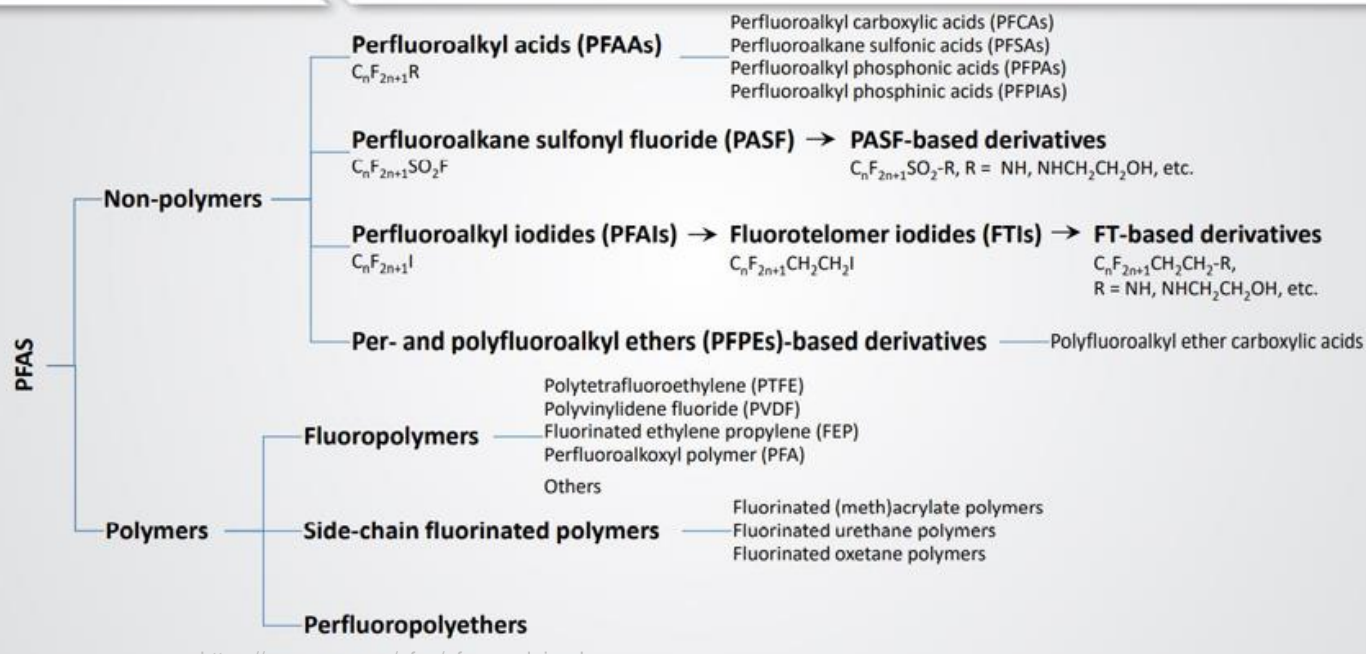 Perfluoroalkyl carboxylic acids (PFCAs)
Perfluoroalkyl acids (PFAAs)
Perfluoroalkane sulfonic acids (PFSAs)
CₙF₂ₙ₊₁R
Perfluoroalkyl phosphonic acids (PFPAs)
Perfluoroalkyl phosphinic acids (PFPIAs)
Perfluoroalkane sulfonyl fluoride (PASF) → PASF-based derivatives
CₙF₂ₙ₊₁SO₂F
CₙF₂ₙ₊₁SO₂-R, R = NH, NHCH₂CH₂OH, etc.
Non-polymers
Perfluoroalkyl iodides (PFAIs) → Fluorotelomer iodides (FTIs) → FT-based derivatives
CₙF₂ₙ₊₁I
CₙF₂ₙ₊₁CH₂CH₂I
CₙF₂ₙ₊₁CH₂CH₂-R,
R = NH, NHCH₂CH₂OH, etc.
Per- and polyfluoroalkyl ethers (PFPEs)-based derivatives
Polyfluoroalkyl ether carboxylic acids
PFAS
Polytetrafluoroethylene (PTFE)
Polyvinylidene fluoride (PVDF)
Fluoropolymers
Fluorinated ethylene propylene (FEP)
Perfluoroalkoxyl polymer (PFA)
Others
Fluorinated (meth)acrylate polymers
Polymers
Side-chain fluorinated polymers
Fluorinated urethane polymers
Fluorinated oxetane polymers
Perfluoropolyethers